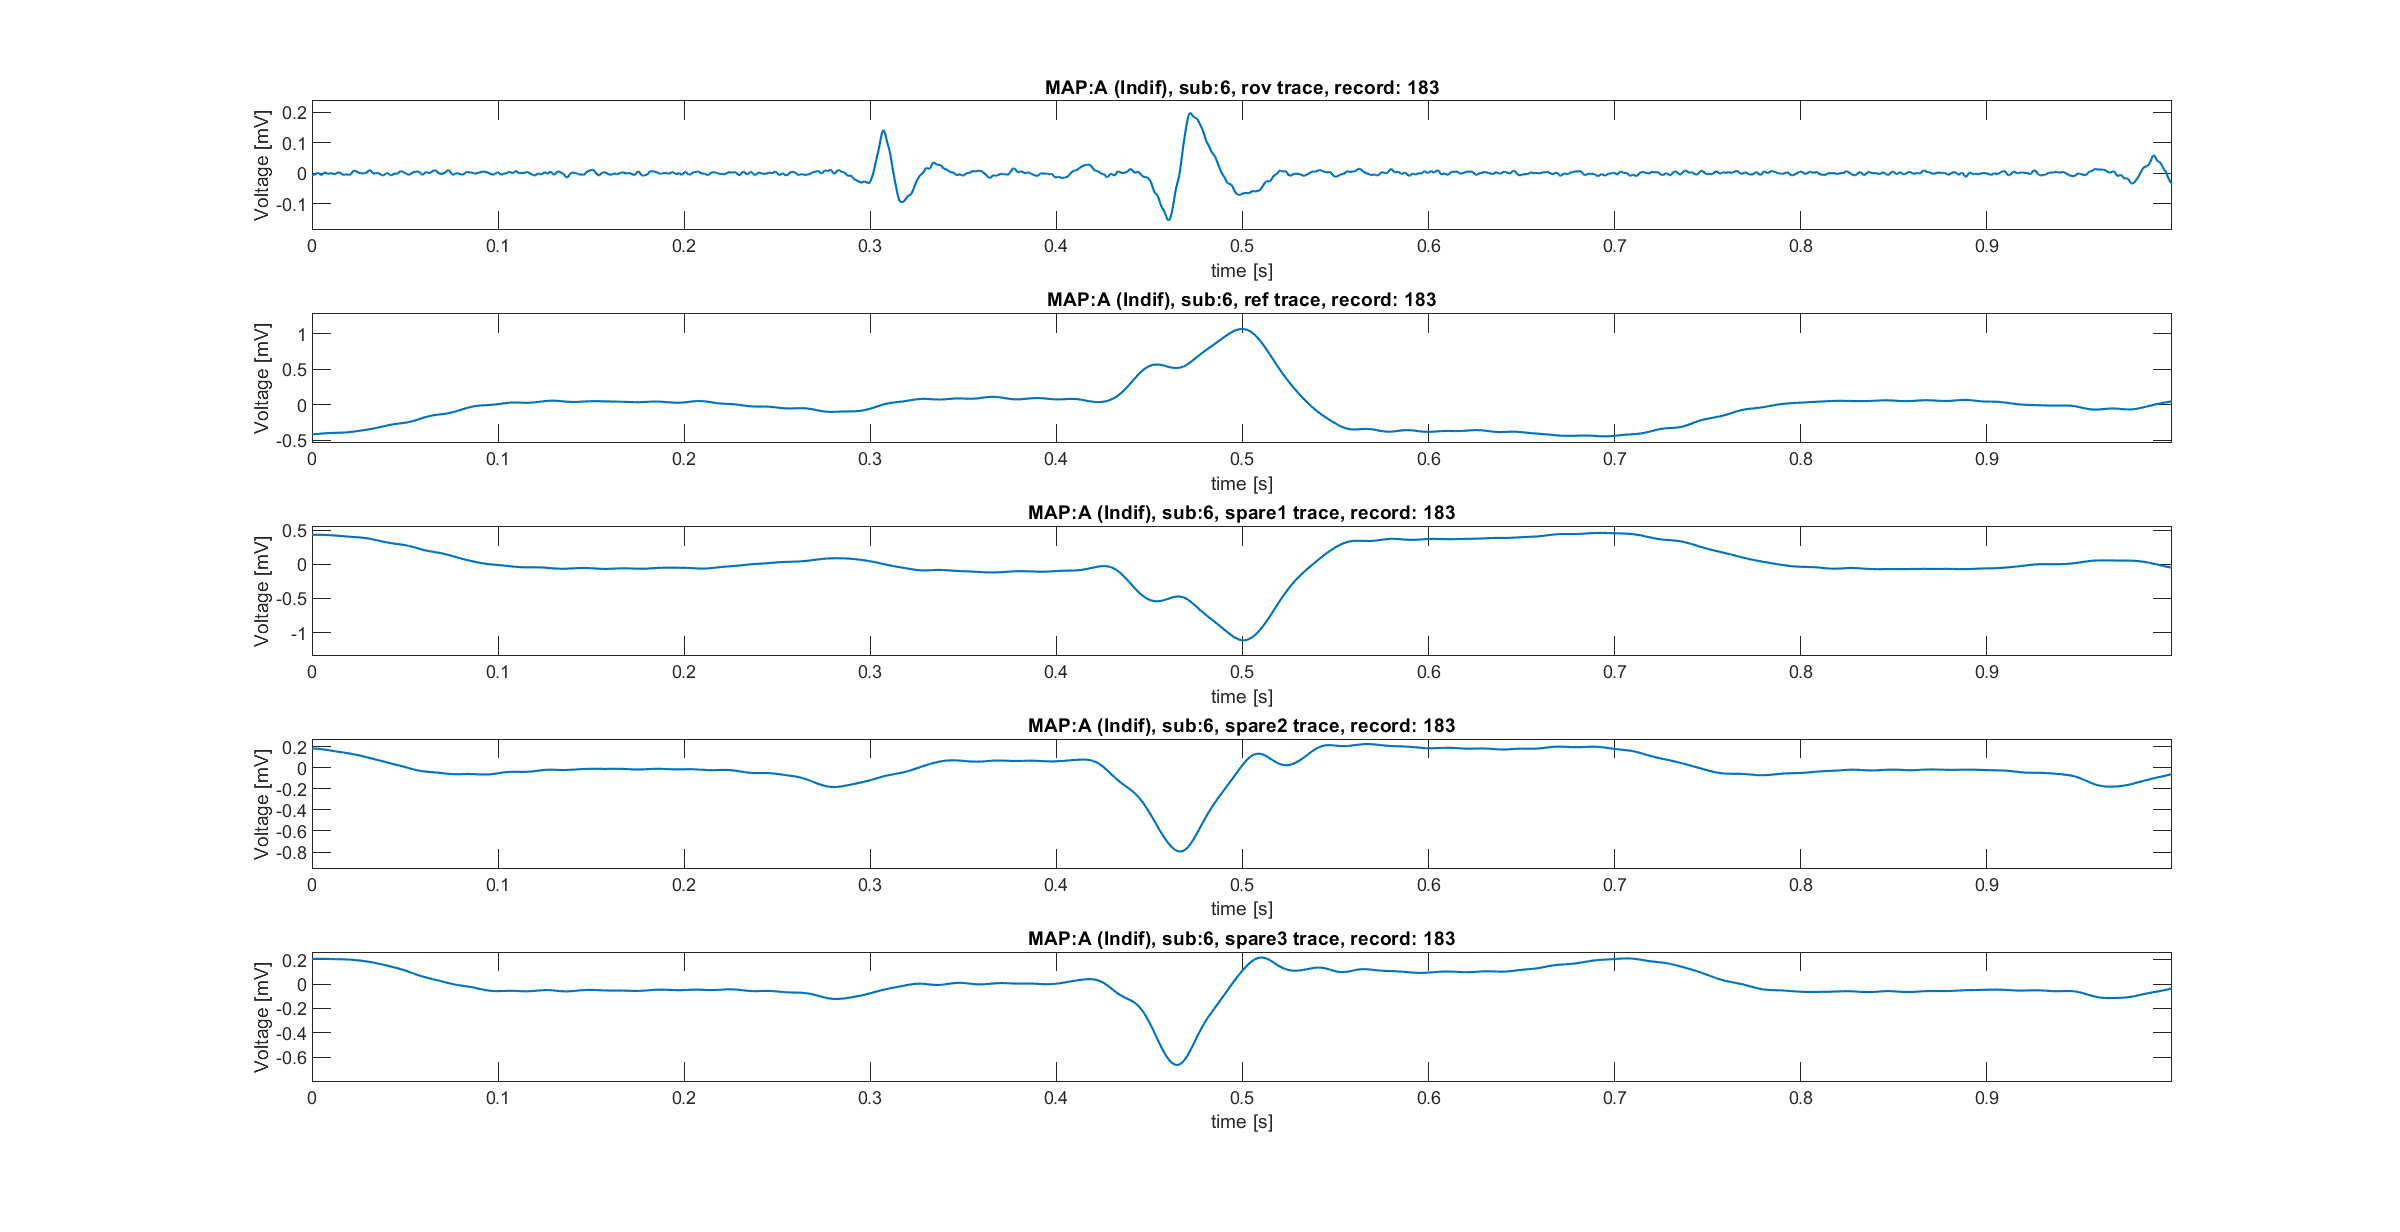 MAP:A (Indif), sub:6, rov trace, record: 183
Voltage [mV]
0.2
0.1
0
-0.1
0 0.1 0.2 0.3 0.4 0.5 0.6 0.7 0.8 0.9
time [s]
MAP:A (Indif), sub:6, ref trace, record: 183
Voltage [mV]
1
0.5
0
-0.5
0 0.1 0.2 0.3 0.4 0.5 0.6 0.7 0.8 0.9
time [s]
MAP:A (Indif), sub:6, spare1 trace, record: 183
Voltage [mV]
0.5
0
-0.5
-1
0 0.1 0.2 0.3 0.4 0.5 0.6 0.7 0.8 0.9
time [s]
MAP:A (Indif), sub:6, spare2 trace, record: 183
Voltage [mV]
0.2
0
-0.2
-0.4
-0.6
-0.8
0 0.1 0.2 0.3 0.4 0.5 0.6 0.7 0.8 0.9
time [s]
MAP:A (Indif), sub:6, spare3 trace, record: 183
Voltage [mV]
0.2
0
-0.2
-0.4
-0.6
0 0.1 0.2 0.3 0.4 0.5 0.6 0.7 0.8 0.9
time [s]